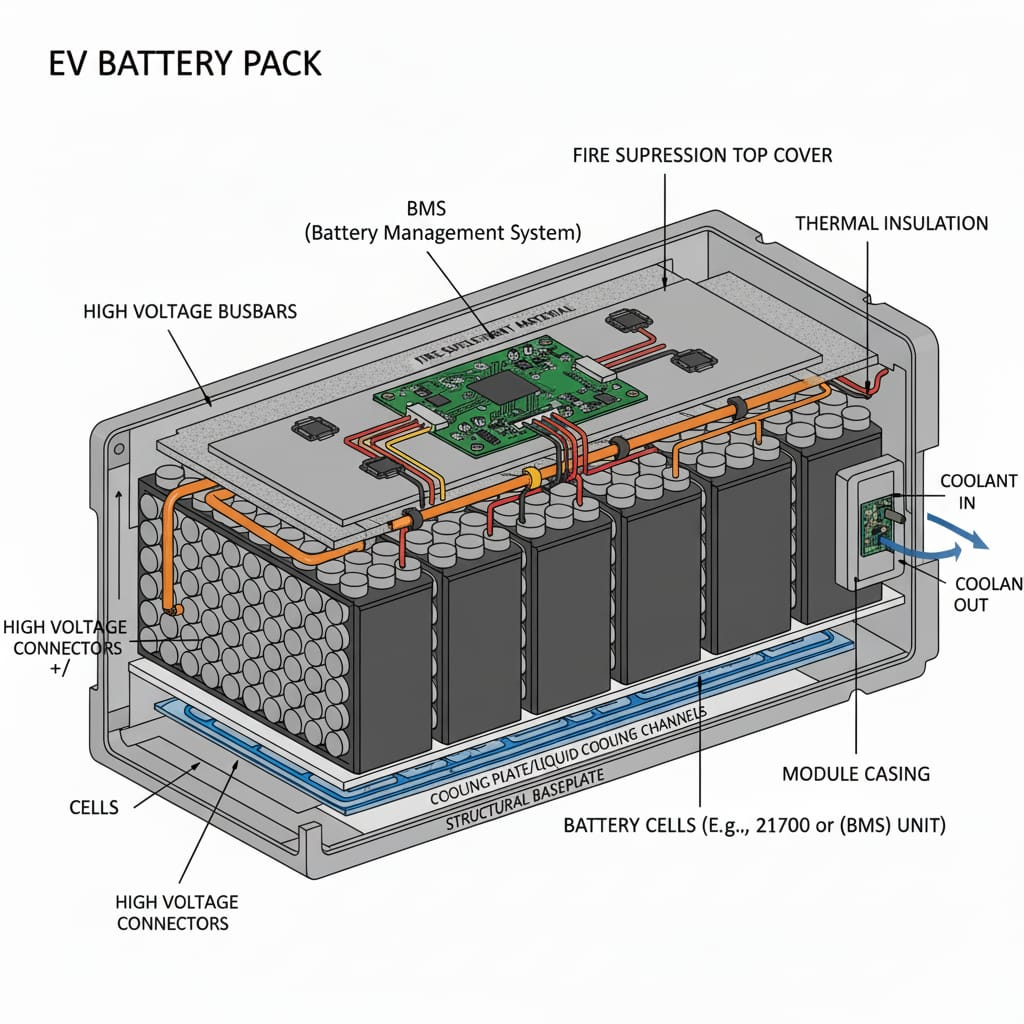 EV BATTERY PACK
FIRE SUPRESSION TOP COVER
BMS
(Battery Management System)
THERMAL INSULATION
HIGH VOLTAGE BUSBARS
COOLANT
IN
COOLAN
OUT
HIGH VOLTAGE
CONNECTORS
+/
COOLING PLATE/LIQUID COOLING CHANNELS
STRUCTURAL BASEPLATE
MODULE CASING
CELLS
BATTERY CELLS (E.g., 21700 or (BMS) UNIT)
HIGH VOLTAGE
CONNECTORS